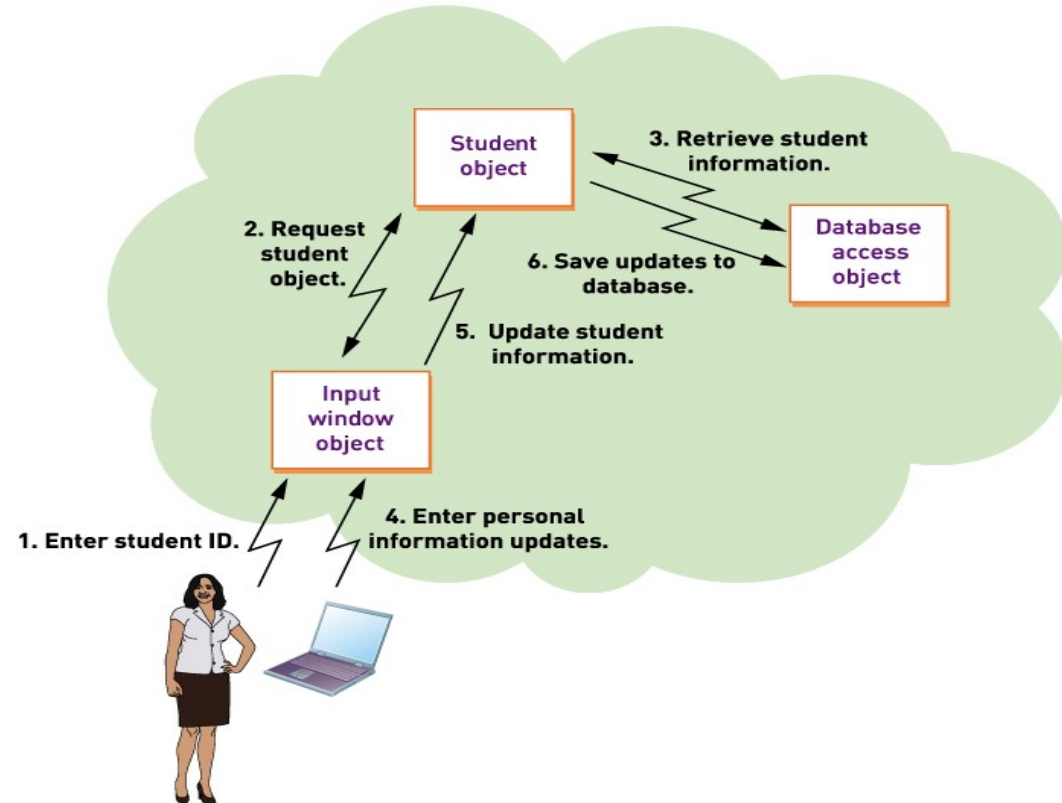 Student
object
3. Retrieve student
information.
2. Request
student
object.
Database
access
object
6. Save updates to
database.
5. Update student
information.
Input
window
object
4. Enter personal
information updates.
1. Enter student ID.